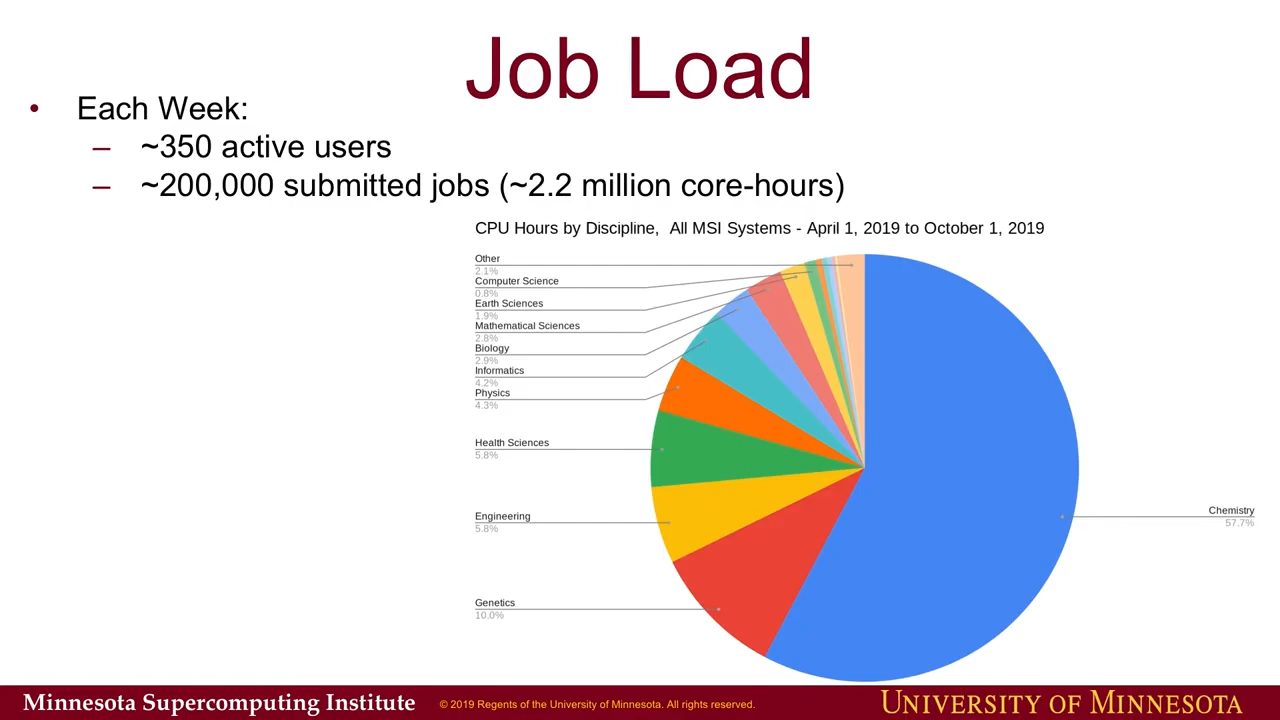 Job Load
• Each Week:
– ~350 active users
– ~200,000 submitted jobs (~2.2 million core-hours)
CPU Hours by Discipline,  All MSI Systems - April 1, 2019 to October 1, 2019
Other
2.1%
Computer Science
0.8%
Earth Sciences
1.9%
Mathematical Sciences
2.8%
Biology
2.9%
Informatics
4.2%
Physics
4.3%
Health Sciences
5.8%
Engineering
5.8%
Genetics
10.0%
Chemistry
57.7%
Minnesota Supercomputing Institute
© 2019 Regents of the University of Minnesota. All rights reserved.
UNIVERSITY OF MINNESOTA